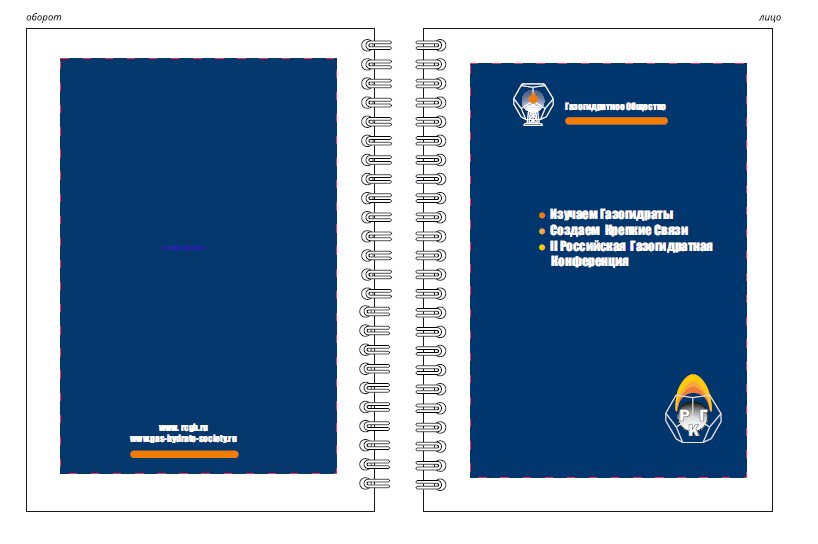 оборот
лицо
www. rcgh.ru
www.gas-hydrate-society.ru
Газогидратное Общество
Изучаем Газогидраты
Создаем Крепкие Связи
II Российская Газогидратная
Конференция
Р Г
К